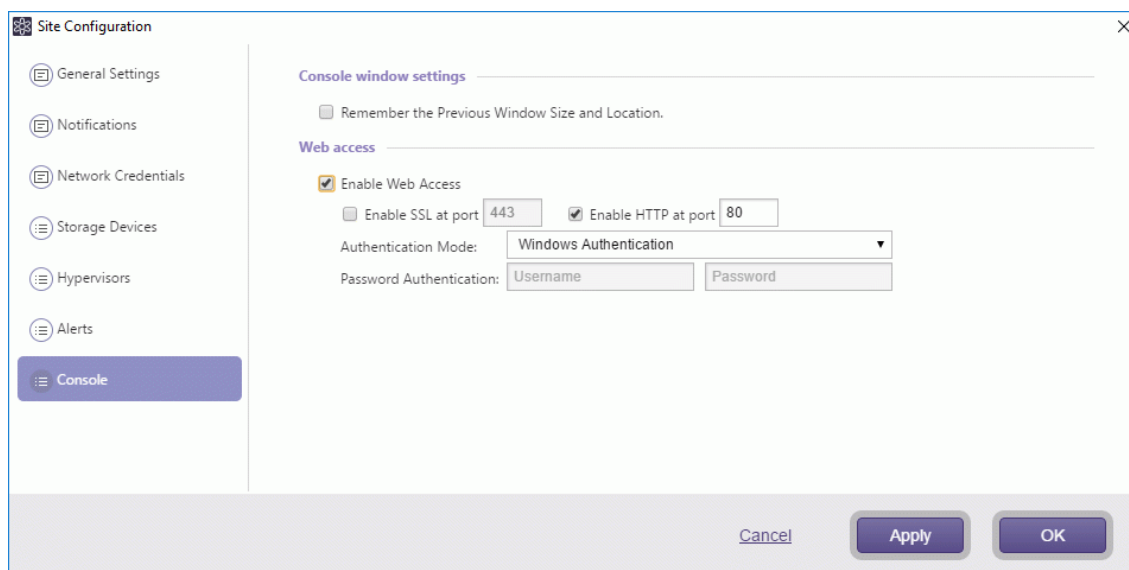 Site Configuration
General Settings
Notifications
Network Credentials
Storage Devices
Hypervisors
Alerts
Console
Console window settings
Remember the Previous Window Size and Location.
Web access
Enable Web Access
Enable SSL at port 443 Enable HTTP at port 80
Authentication Mode: Windows Authentication
Password Authentication: Username Password
Cancel Apply OK